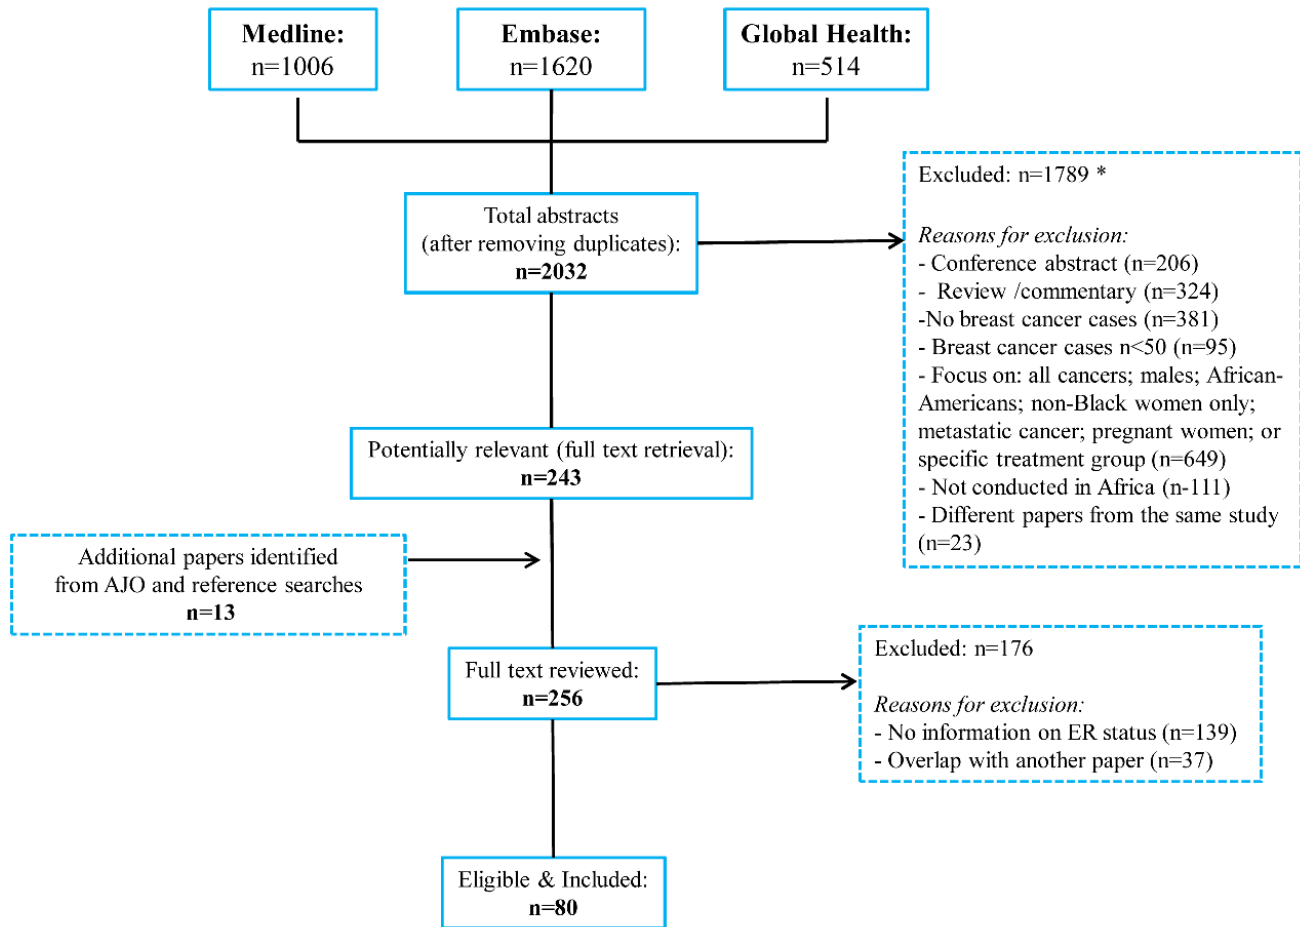 Medline:
n=1006
Embase:
n=1620
Global Health:
n=514
Total abstracts
(after removing duplicates):
n=2032
Excluded: n=1789 *
Reasons for exclusion:
- Conference abstract (n=206)
- Review /commentary (n=324)
-No breast cancer cases (n=381)
- Breast cancer cases n<50 (n=95)
- Focus on: all cancers; males; African-
Americans; non-Black women only;
metastatic cancer; pregnant women; or
specific treatment group (n=649)
- Not conducted in Africa (n-111)
- Different papers from the same study
(n=23)
Potentially relevant (full text retrieval):
n=243
Additional papers identified
from AJO and reference searches
n=13
Full text reviewed:
n=256
Excluded: n=176
Reasons for exclusion:
- No information on ER status (n=139)
- Overlap with another paper (n=37)
Eligible & Included:
n=80